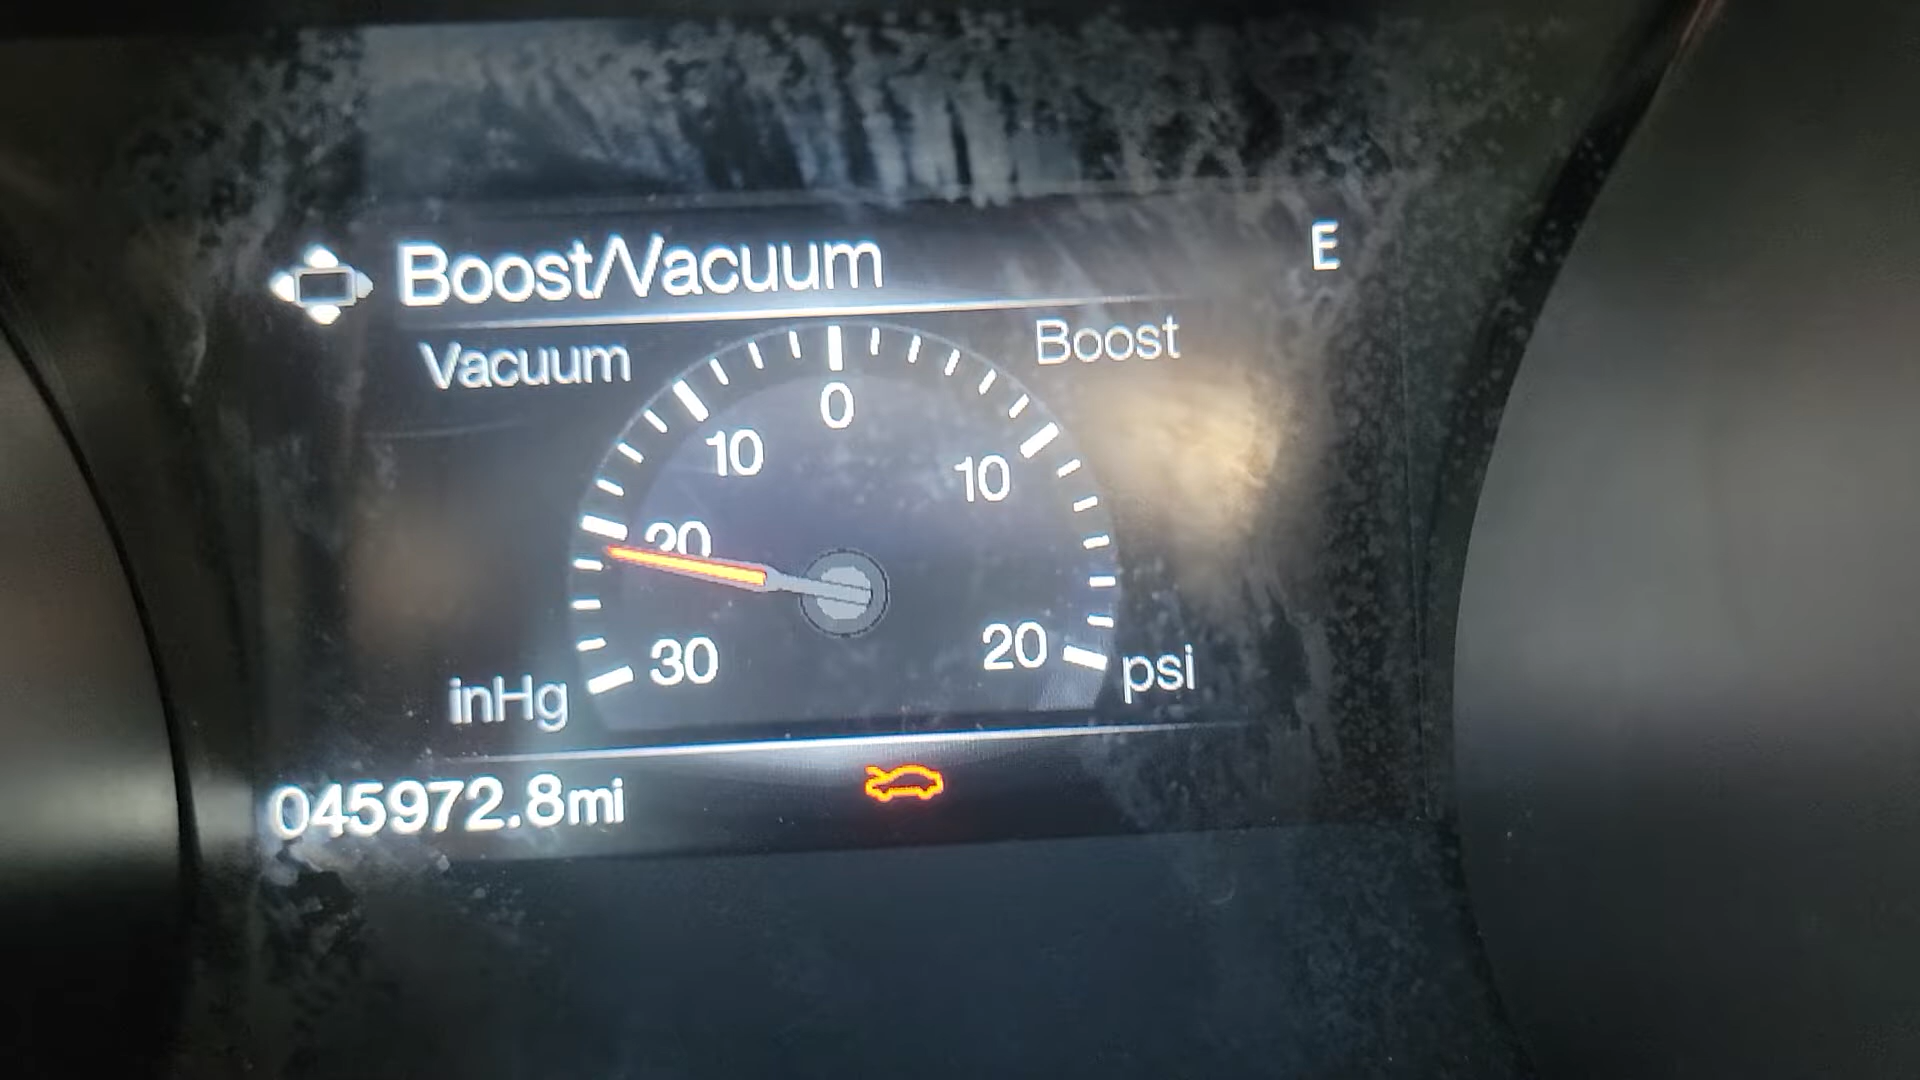 Boost/Vacuum E
Vacuum Boost
0
10 10
20
30 20
inHg psi
045972.8mi